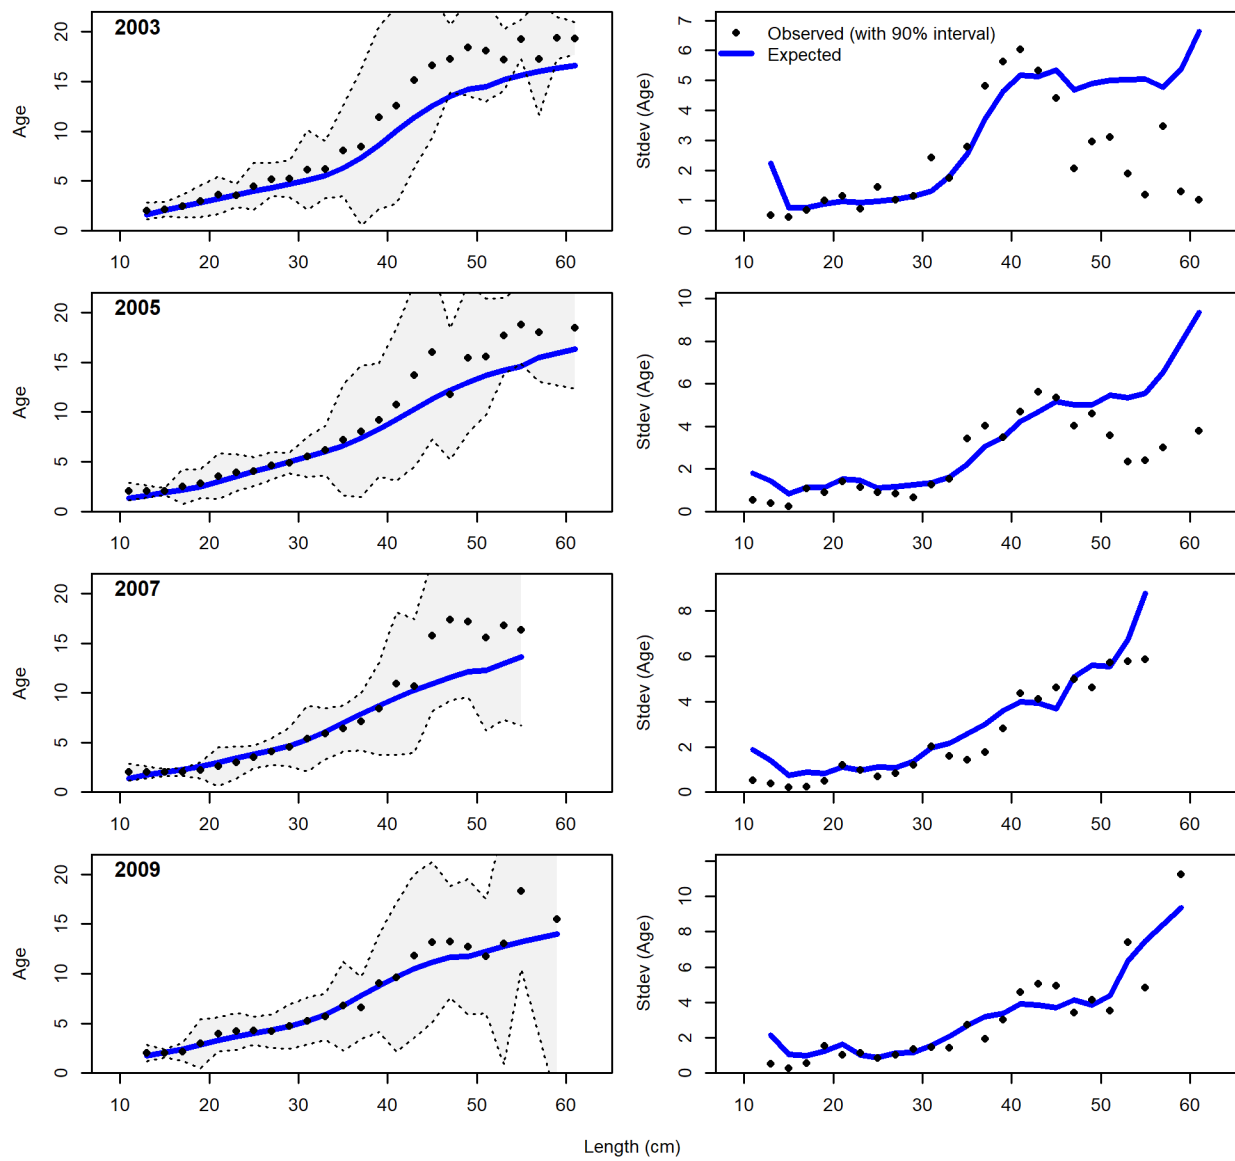 2003
Age
0 5 10 15 20
10 20 30 40 50 60
Observed (with 90% interval)
Expected
Stdev (Age)
0 1 2 3 4 5 6 7
10 20 30 40 50 60
2005
Age
0 5 10 15 20
10 20 30 40 50 60
Stdev (Age)
0 2 4 6 8 10
10 20 30 40 50 60
2007
Age
0 5 10 15 20
10 20 30 40 50 60
Stdev (Age)
0 2 4 6 8
10 20 30 40 50 60
2009
Age
0 5 10 15 20
10 20 30 40 50 60
Stdev (Age)
0 2 4 6 8 10
10 20 30 40 50 60
Length (cm)